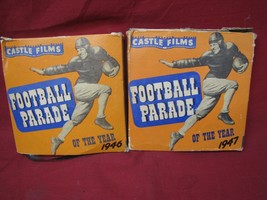 CASTLE FILMS
FOOTBALL
PARADE
OF THE YEAR
1946
CASTLE FILMS
FOOTBALL
PARADE
OF THE YEAR
1947